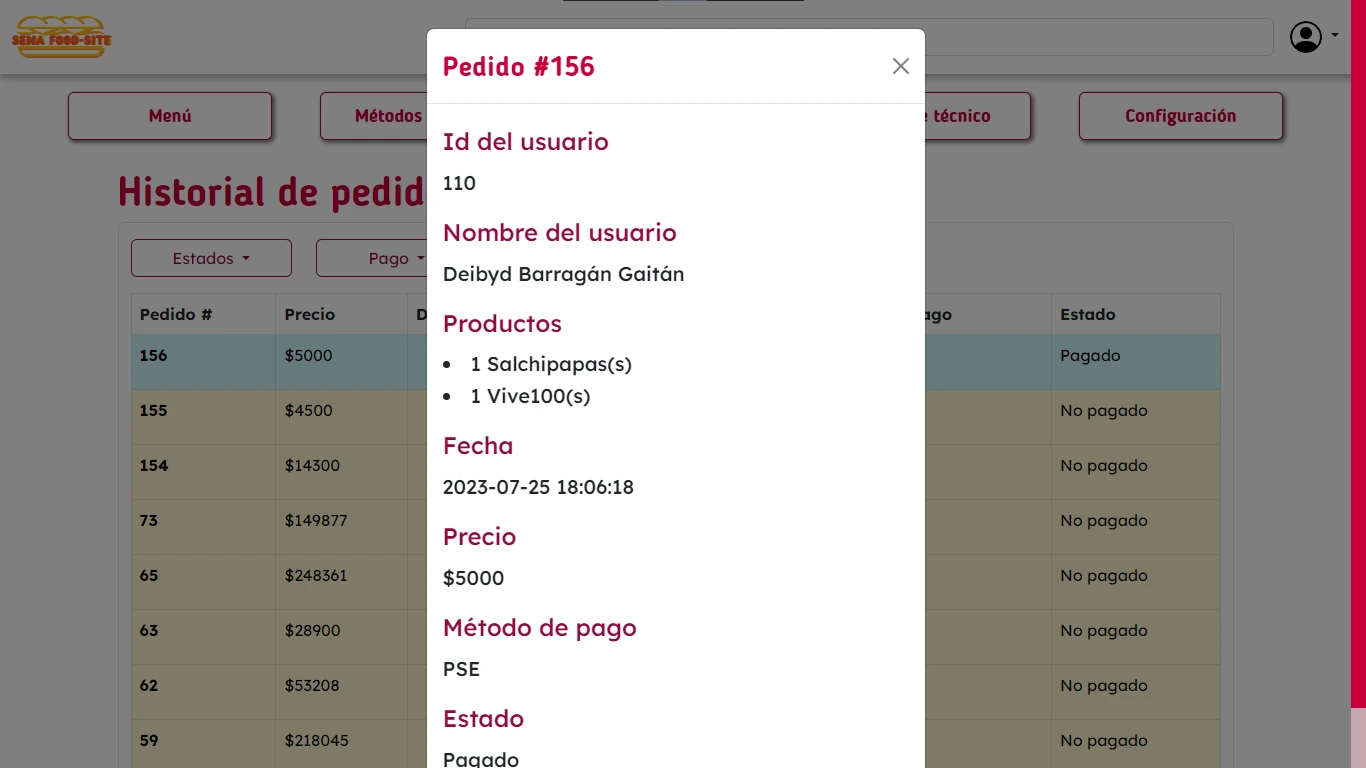 SENA FOOD-SITE
Pedido #156
Menú
Métodos
técnico
Configuración
Historial de pedid
Estados
Pago
Pedido # Precio D ago Estado
156 $5000 Pagado
155 $4500 No pagado
154 $14300 No pagado
73 $149877 No pagado
65 $248361 No pagado
63 $28900 No pagado
62 $53208 No pagado
59 $218045 No pagado
Id del usuario
110
Nombre del usuario
Deibyd Barragán Gaitán
Productos
• 1 Salchipapas(s)
• 1 Vive100(s)
Fecha
2023-07-25 18:06:18
Precio
$5000
Método de pago
PSE
Estado
Pagado